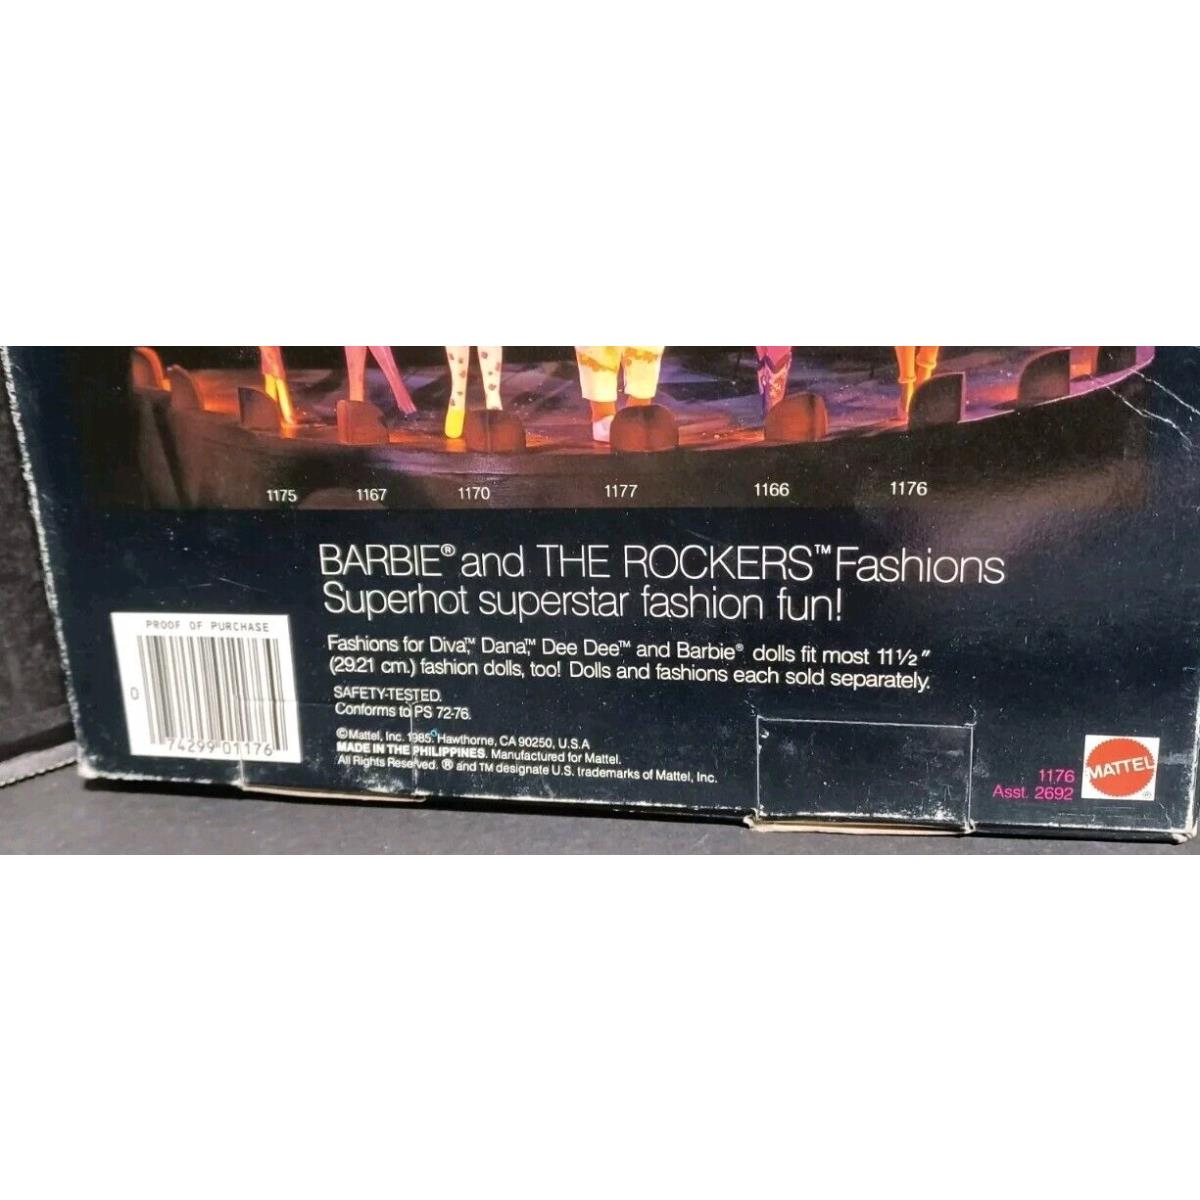 1175 1167 1170 1177 1166 1176
BARBIE® and THE ROCKERS™ Fashions
Superhot superstar fashion fun!
PROOF OF PURCHASE
0
74299 01176
Fashions for Diva™, Dana™, Dee Dee™ and Barbie® dolls fit most 11½"
(29.21 cm.) fashion dolls, too! Dolls and fashions each sold separately.
SAFETY-TESTED.
Conforms to PS 72-76.
©Mattel, Inc. 1985. Hawthorne, CA 90250, U.S.A
MADE IN THE PHILIPPINES. Manufactured for Mattel.
All Rights Reserved. ® and TM designate U.S. trademarks of Mattel, Inc.
1176
Asst. 2692
MATTEL®